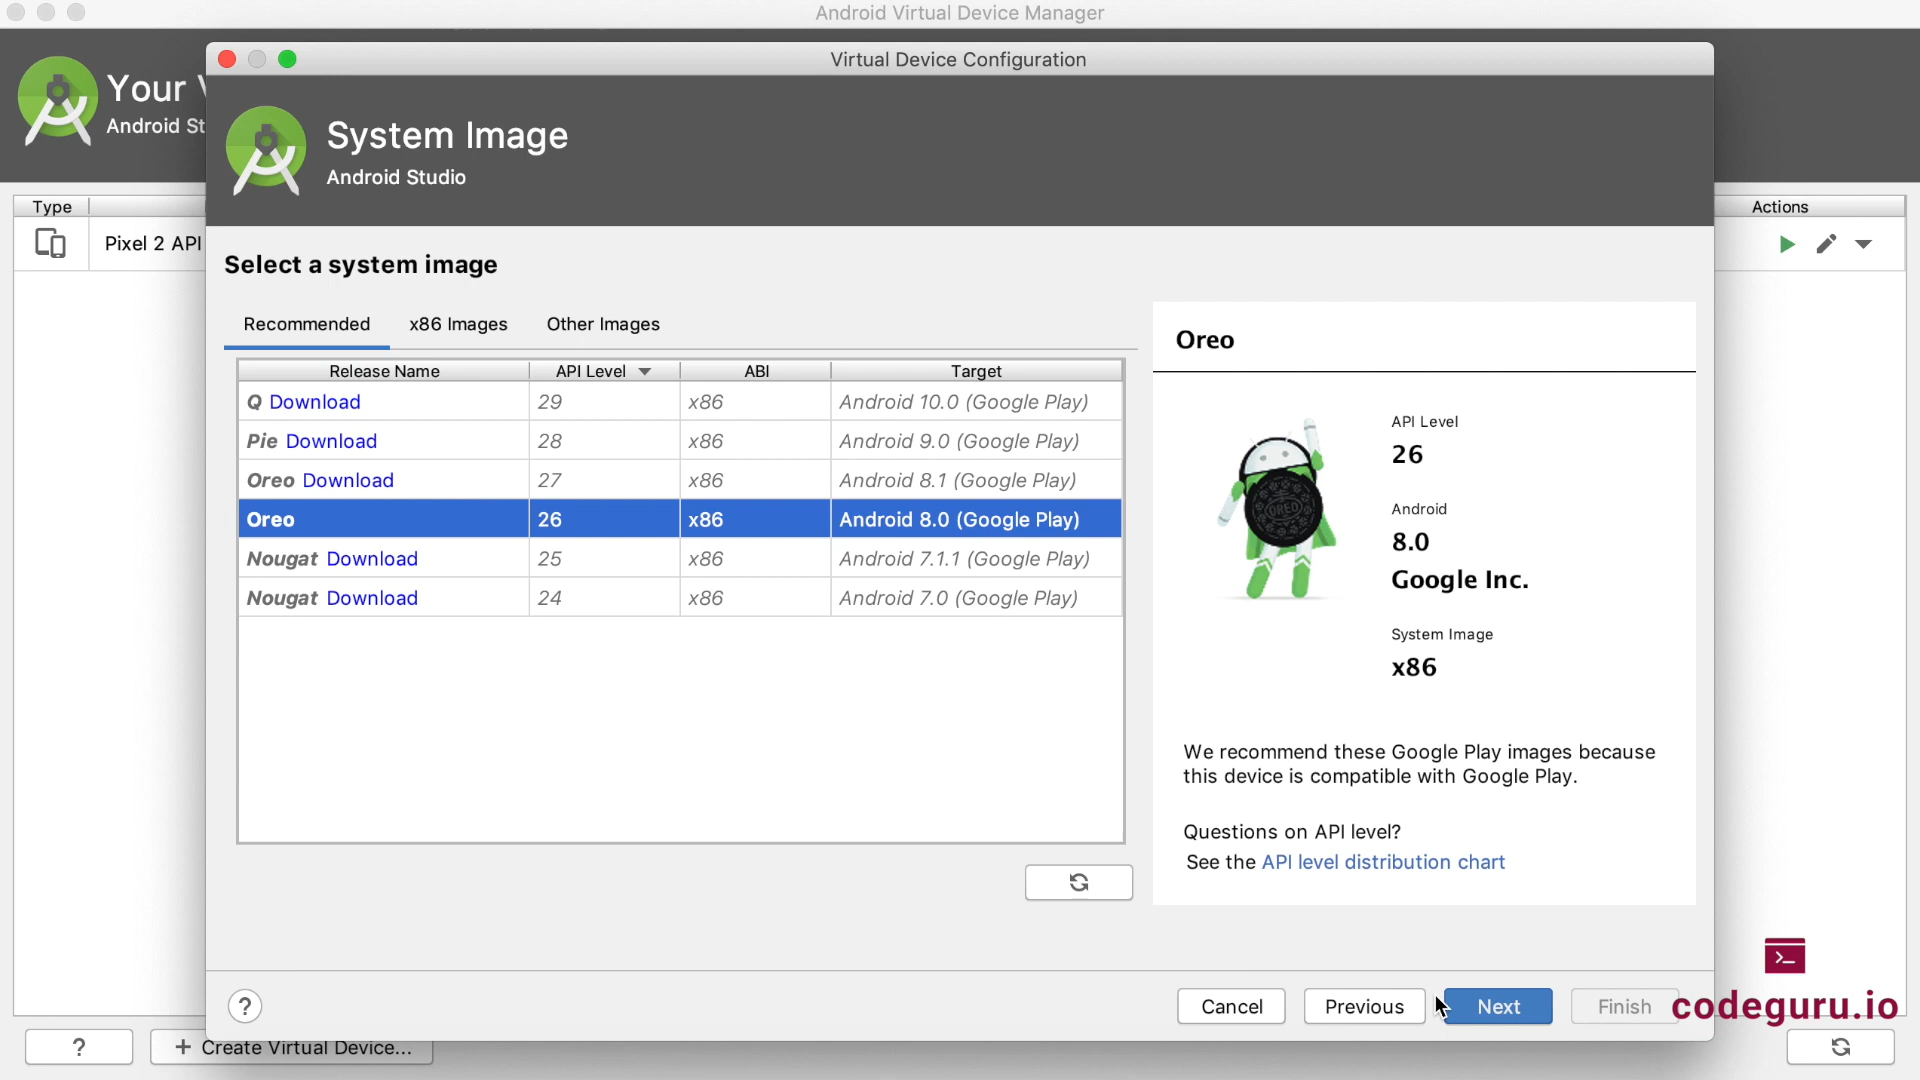 Android Virtual Device Manager
Your
Android St
Virtual Device Configuration
System Image
Android Studio
Type
Actions
Pixel 2 API
Select a system image
Recommended x86 Images Other Images
Release Name API Level ABI Target
Q Download 29 x86 Android 10.0 (Google Play)
Pie Download 28 x86 Android 9.0 (Google Play)
Oreo Download 27 x86 Android 8.1 (Google Play)
Oreo 26 x86 Android 8.0 (Google Play)
Nougat Download 25 x86 Android 7.1.1 (Google Play)
Nougat Download 24 x86 Android 7.0 (Google Play)
Oreo
OREO
API Level
26
Android
8.0
Google Inc.
System Image
x86
We recommend these Google Play images because
this device is compatible with Google Play.
Questions on API level?
See the API level distribution chart
? Cancel Previous Next Finish
codeguru.io
? + Create Virtual Device...